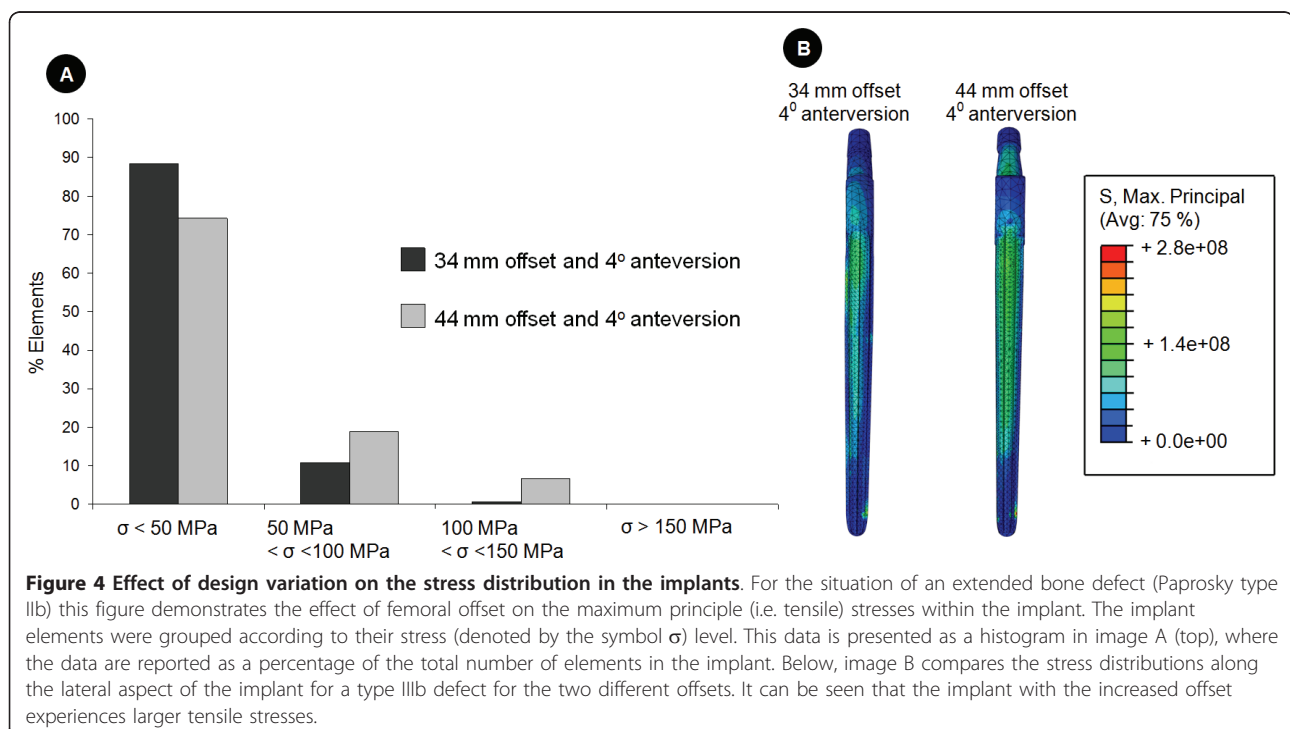 A
100
90
80
70
60
50
40
30
20
10
0
% Elements
34 mm offset and 4º anteversion
44 mm offset and 4º anteversion
σ < 50 MPa
50 MPa
< σ <100 MPa
100 MPa
< σ <150 MPa
σ > 150 MPa
B
34 mm offset
4⁰ anterversion
44 mm offset
4⁰ anterversion
S, Max. Principal
(Avg: 75 %)
+ 2.8e+08
+ 1.4e+08
+ 0.0e+00
Figure 4 Effect of design variation on the stress distribution in the implants. For the situation of an extended bone defect (Paprosky type
IIb) this figure demonstrates the effect of femoral offset on the maximum principle (i.e. tensile) stresses within the implant. The implant
elements were grouped according to their stress (denoted by the symbol σ) level. This data is presented as a histogram in image A (top), where
the data are reported as a percentage of the total number of elements in the implant. Below, image B compares the stress distributions along
the lateral aspect of the implant for a type IIIb defect for the two different offsets. It can be seen that the implant with the increased offset
experiences larger tensile stresses.